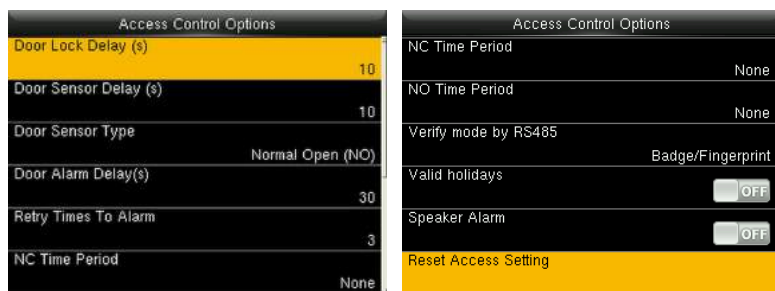 Access Control Options
Door Lock Delay (s)
10
Door Sensor Delay (s)
10
Door Sensor Type
Normal Open (NO)
Door Alarm Delay(s)
30
Retry Times To Alarm
3
NC Time Period
None
Access Control Options
NC Time Period
None
NO Time Period
None
Verify mode by RS485
Badge/Fingerprint
Valid holidays
OFF
Speaker Alarm
OFF
Reset Access Setting